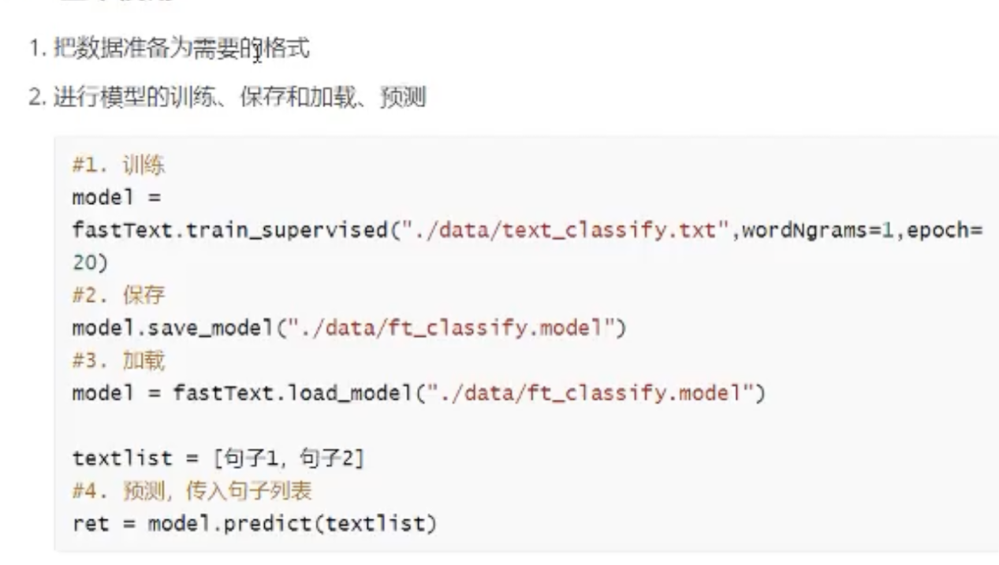 1. 把数据准备为需要的格式
2. 进行模型的训练、保存和加载、预测
#1. 训练
model =
fastText.train_supervised("./data/text_classify.txt",wordNgrams=1,epoch=
20)
#2. 保存
model.save_model("./data/ft_classify.model")
#3. 加载
model = fastText.load_model("./data/ft_classify.model")
textlist = [句子1, 句子2]
#4. 预测, 传入句子列表
ret = model.predict(textlist)